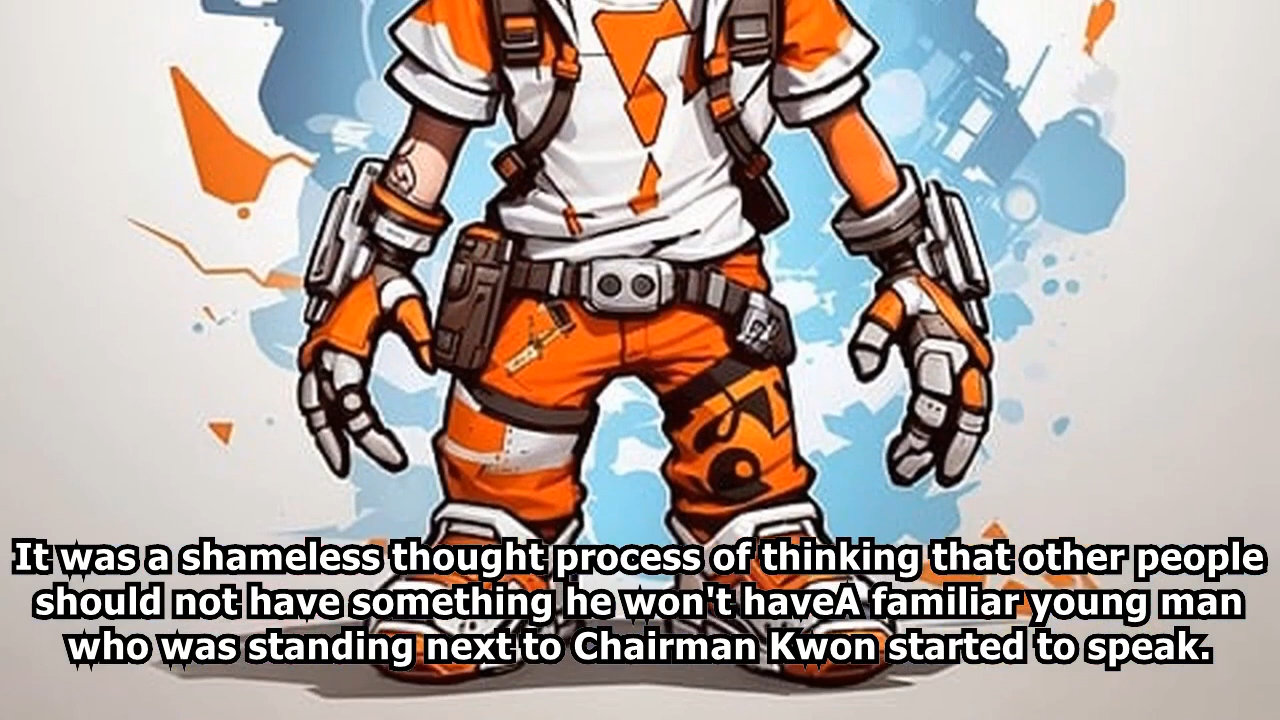 It was a shameless thought process of thinking that other people
should not have something he won't haveA familiar young man
who was standing next to Chairman Kwon started to speak.